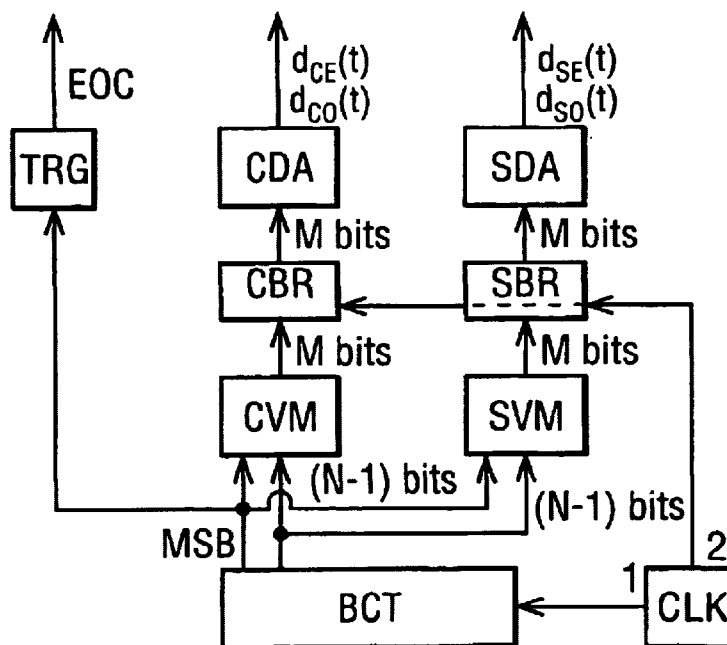 EOC
d_CE(t)
d_CO(t)
d_SE(t)
d_SO(t)
TRG
CDA
SDA
M bits
M bits
CBR
SBR
M bits
M bits
CVM
SVM
(N-1) bits
(N-1) bits
MSB
1
2
BCT
CLK